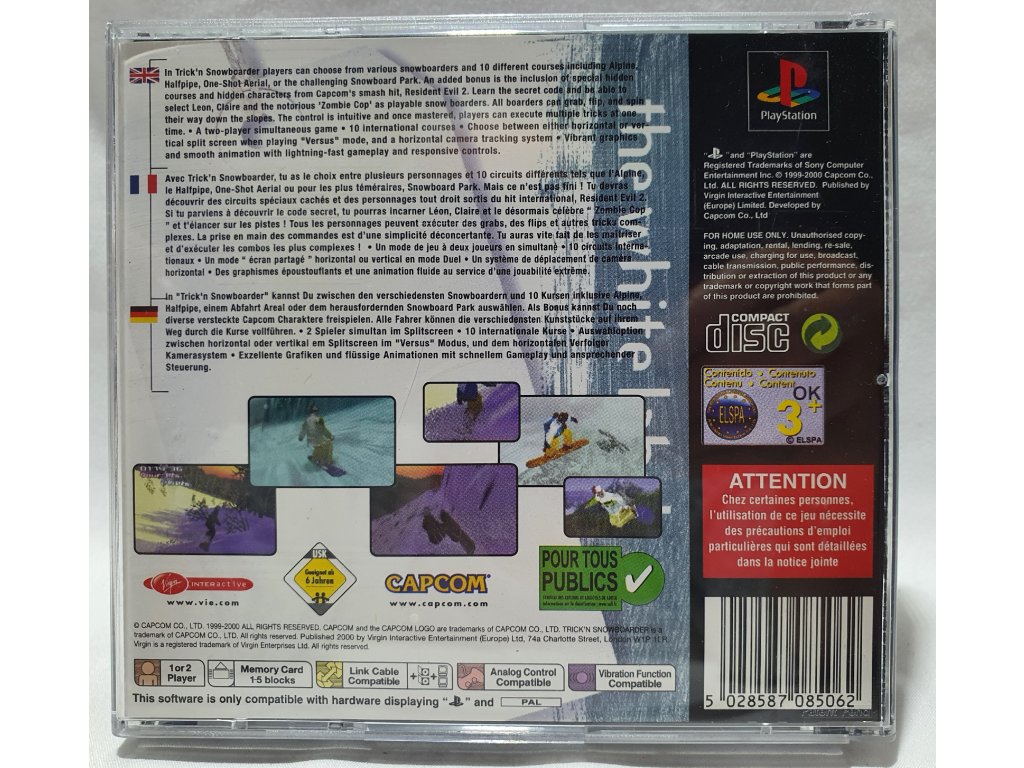 In Trick'n Snowboarder players can choose from various snowboarders and 10 different courses including Alpine,
Halfpipe, One-Shot Aerial, or the challenging Snowboard Park. An added bonus is the inclusion of special hidden
courses and hidden characters from Capcom's smash hit, Resident Evil 2. Learn the secret code and be able to
select Leon, Claire and the notorious 'Zombie Cop' as playable snow boarders. All boarders can grab, flip, and spin
their way down the slopes. The control is intuitive and once mastered, players can execute multiple tricks at one
time. • A two-player simultaneous game • 10 international courses • Choose between either horizontal or ver-
tical split screen when playing "Versus" mode, and a horizontal camera tracking system • Vibrant graphics
and smooth animation with lightning-fast gameplay and responsive controls.
Avec Trick'n Snowboarder, tu as le choix entre plusieurs personnages et 10 circuits différents tels que l'Alpine,
le Halfpipe, One-Shot Aerial ou pour les plus téméraires, Snowboard Park. Mais ce n'est pas fini ! Tu devras
découvrir des circuits spéciaux cachés et des personnages tout droit sortis du hit international, Resident Evil 2.
Si tu parviens à découvrir le code secret, tu pourras incarner Léon, Claire et le désormais célèbre " Zombie Cop
" et t'élancer sur les pistes ! Tous les personnages peuvent exécuter des grabs, des flips et autres tricks com-
plexes. La prise en main des commandes est d'une simplicité déconcertante. Tu auras vite fait de les maîtriser
et d'exécuter les combos les plus complexes ! • Un mode de jeu à deux joueurs en simultané • 10 circuits interna-
tionaux • Un mode " écran partagé " horizontal ou vertical en mode Duel • Un système de déplacement de caméra
horizontal • Des graphismes époustouflants et une animation fluide au service d'une jouabilité extrême.
In "Trick'n Snowboarder" kannst Du zwischen den verschiedensten Snowboardern und 10 Kursen inklusive Alpine,
Halfpipe, einem Abfahrt Areal oder dem herausfordernden Snowboard Park auswählen. Als Bonus kannst Du noch
diverse versteckte Capcom Charaktere freispielen. Alle Fahrer können die verschiedensten Kunststücke auf ihrem
Weg durch die Kurse vollführen. • 2 Spieler simultan im Splitscreen • 10 internationale Kurse • Auswahloption
zwischen horizontal oder vertikal em Splitscreen im "Versus" Modus, und dem horizontalen Verfolger
Kamerasystem • Exzellente Grafiken und flüssige Animationen mit schnellem Gameplay und ansprechender
Steuerung.
the white
PlayStation
" " and "PlayStation" are
Registered Trademarks of Sony Computer
Entertainment Inc. © 1999-2000 Capcom Co.,
Ltd. ALL RIGHTS RESERVED. Published by
Virgin Interactive Entertainment
(Europe) Limited. Developed by
Capcom Co., Ltd
FOR HOME USE ONLY. Unauthorised copy-
ing, adaptation, rental, lending, re-sale,
arcade use, charging for use, broadcast,
cable transmission, public performance, dis-
tribution or extraction of this product or any
trademark or copyright work that forms part
of this product are prohibited.
COMPACT
disc
Contenido • Contenuto
Contenu • Content
ELSPA
OK
3+
© ELSPA
ATTENTION
Chez certaines personnes,
l'utilisation de ce jeu nécessite
des précautions d'emploi
particulières qui sont détaillées
dans la notice jointe
Virgin INTERactive
www.vie.com
USK
Geeignet ab
6 Jahren
CAPCOM
www.capcom.com
POUR TOUS
PUBLICS
© CAPCOM CO., LTD. 1999-2000 ALL RIGHTS RESERVED. CAPCOM and the CAPCOM LOGO are trademarks of CAPCOM CO., LTD. TRICK'N SNOWBOARDER is a
trademark of CAPCOM CO., LTD. All rights reserved. Published 2000 by Virgin Interactive Entertainment (Europe) Ltd, 74a Charlotte Street, London W1P 1LR.
Virgin is a registered trademark of Virgin Enterprises Ltd. All rights reserved.
1 or 2
Player
Memory Card
1-5 blocks
Link Cable
Compatible
Analog Control
Compatible
Vibration Function
Compatible
This software is only compatible with hardware displaying " " and PAL
5 028587 085062